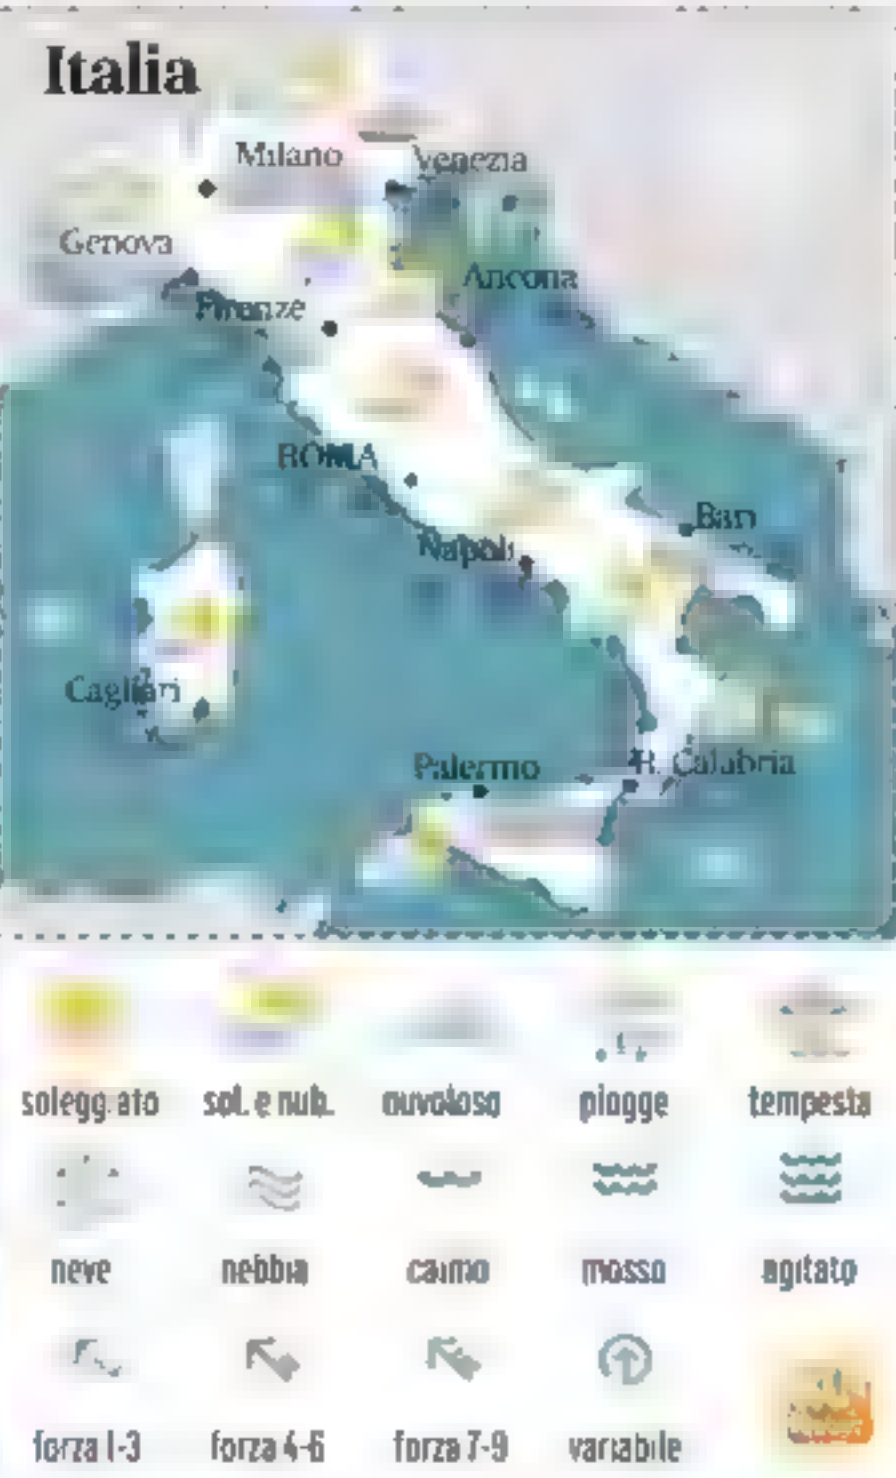 Italia
Milano
Venezia
Genova
Ancona
Firenze
ROMA
Bari
Napoli
Cagliari
Palermo
R. Calabria
solegg.ato
sol. e nub.
nuvoloso
piogge
tempesta
neve
nebbia
calmo
mosso
agitato
forza 1-3
forza 4-6
forza 7-9
variabile